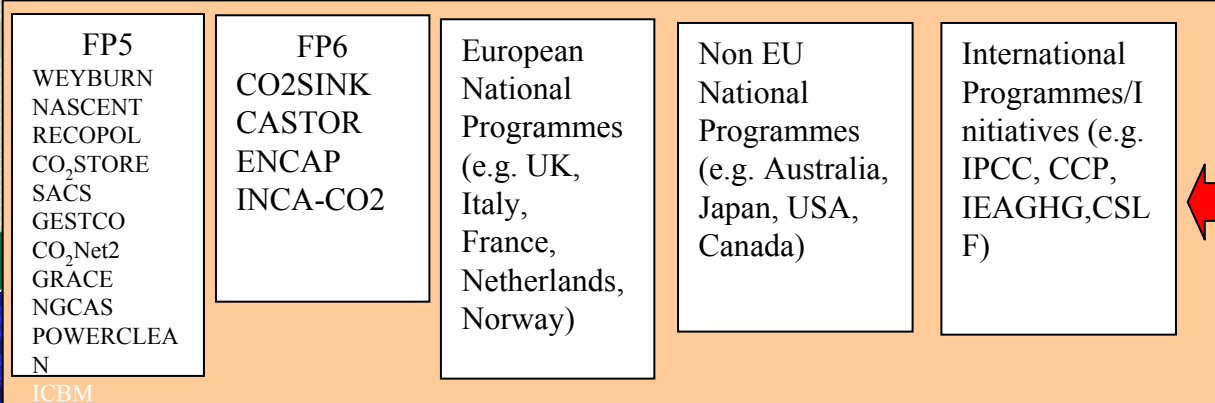 FP5
WEYBURN
NASCENT
RECOPOL
CO₂STORE
SACS
GESTCO
CO₂Net2
GRACE
NGCAS
POWERCLEA
N
ICBM
FP6
CO2SINK
CASTOR
ENCAP
INCA-CO2
European
National
Programmes
(e.g. UK,
Italy,
France,
Netherlands,
Norway)
Non EU
National
Programmes
(e.g. Australia,
Japan, USA,
Canada)
International
Programmes/I
nitiatives (e.g.
IPCC, CCP,
IEAGHG,CSL
F)